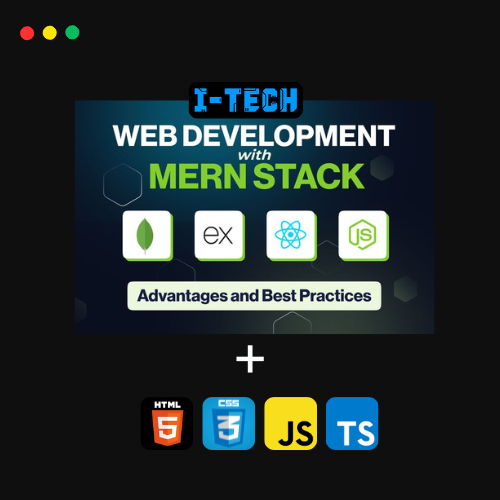 I-TECH
WEB DEVELOPMENT
with
MERN STACK
ex
JS
Advantages and Best Practices
+
HTML
5
CSS
3
JS
TS